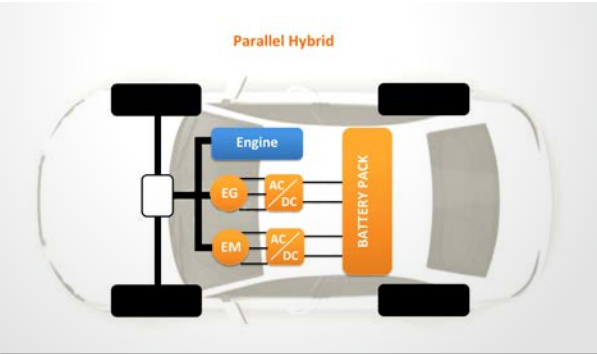 Parallel Hybrid
Engine
EG
AC
DC
EM
AC
DC
BATTERY PACK